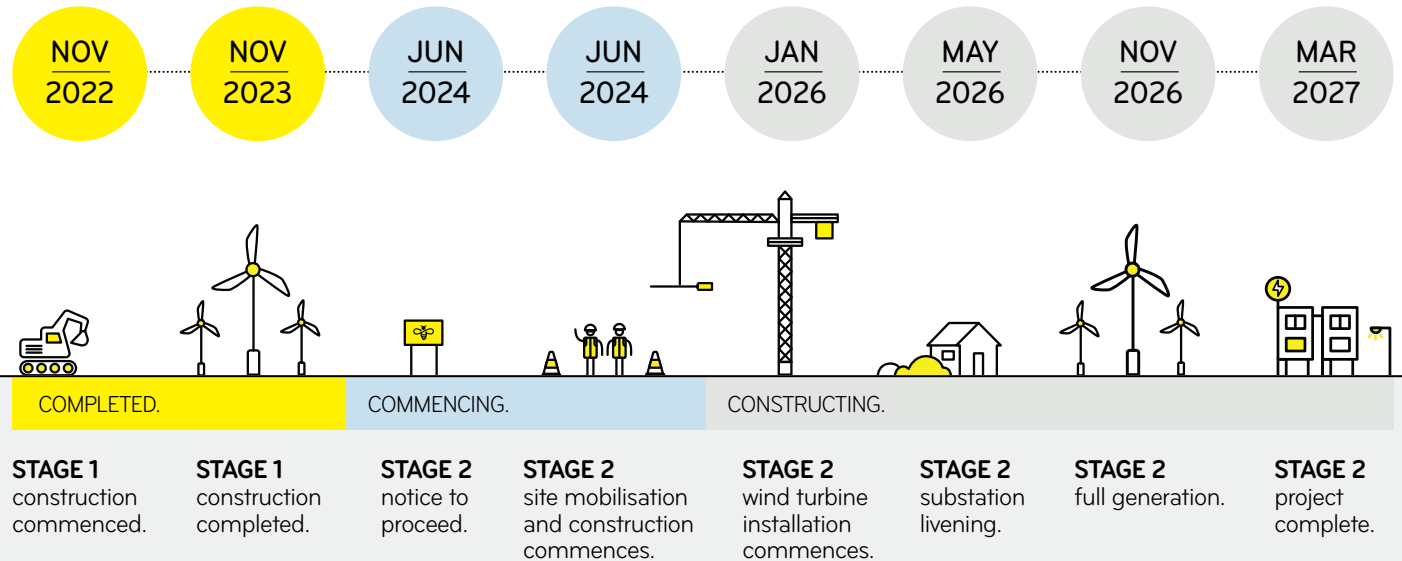 NOV
2022
NOV
2023
JUN
2024
JUN
2024
JAN
2026
MAY
2026
NOV
2026
MAR
2027
COMPLETED.
COMMENCING.
CONSTRUCTING.
STAGE 1
construction
commenced.
STAGE 1
construction
completed.
STAGE 2
notice to
proceed.
STAGE 2
site mobilisation
and construction
commences.
STAGE 2
wind turbine
installation
commences.
STAGE 2
substation
livening.
STAGE 2
full generation.
STAGE 2
project
complete.